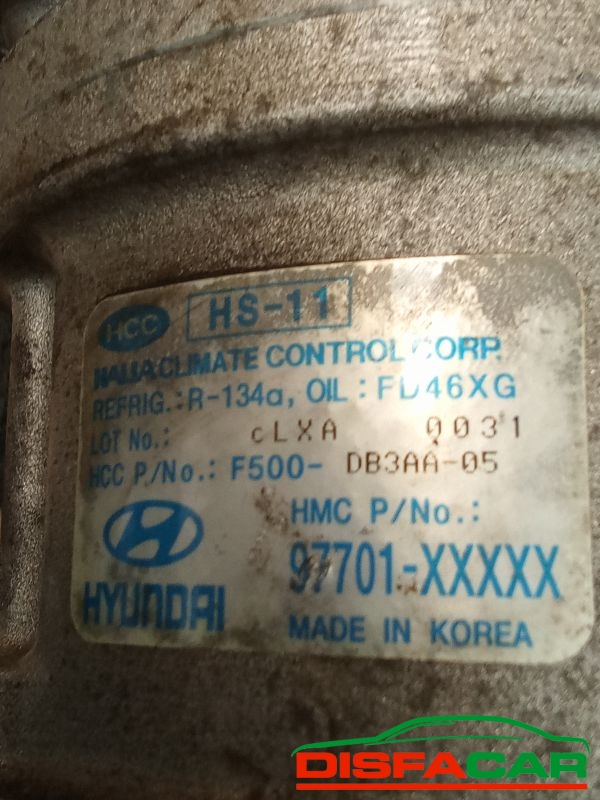 HCC HS-11
HALLA CLIMATE CONTROL CORP.
REFRIG.: R-134a, OIL: FD46XG
LOT No.: cLXA 0031
HCC P/No.: F500- DB3AA-05
HMC P/No.:
97701-XXXXX
HYUNDAI
MADE IN KOREA
DISFACAR